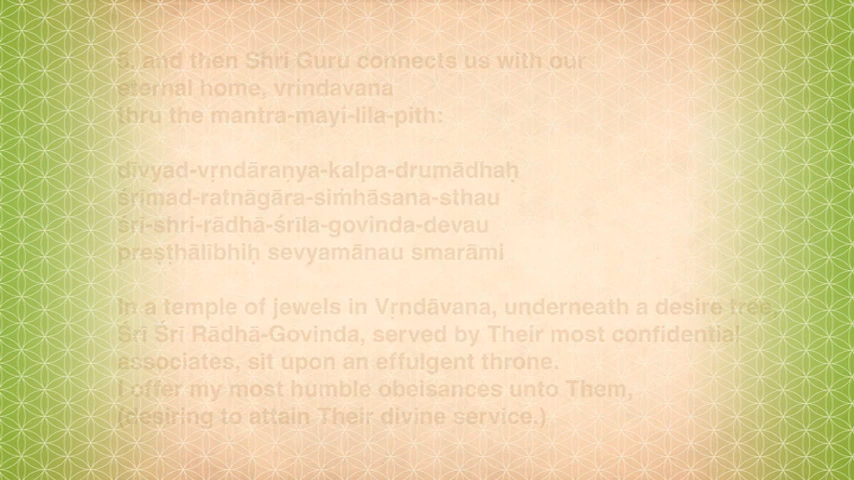 5. and then Shri Guru connects us with our
eternal home, vrindavana
thru the mantra-mayi-lila-pith:
dīvyad-vṛndāraṇya-kalpa-drumādhaḥ
śrīmad-ratnāgāra-siṁhāsana-sthau
śrī-shri-rādhā-śrīla-govinda-devau
preṣṭhālībhiḥ sevyamānau smarāmi
In a temple of jewels in Vṛndāvana, underneath a desire tree,
Śrī Śrī Rādhā-Govinda, served by Their most confidential
associates, sit upon an effulgent throne.
I offer my most humble obeisances unto Them,
(desiring to attain Their divine service.)